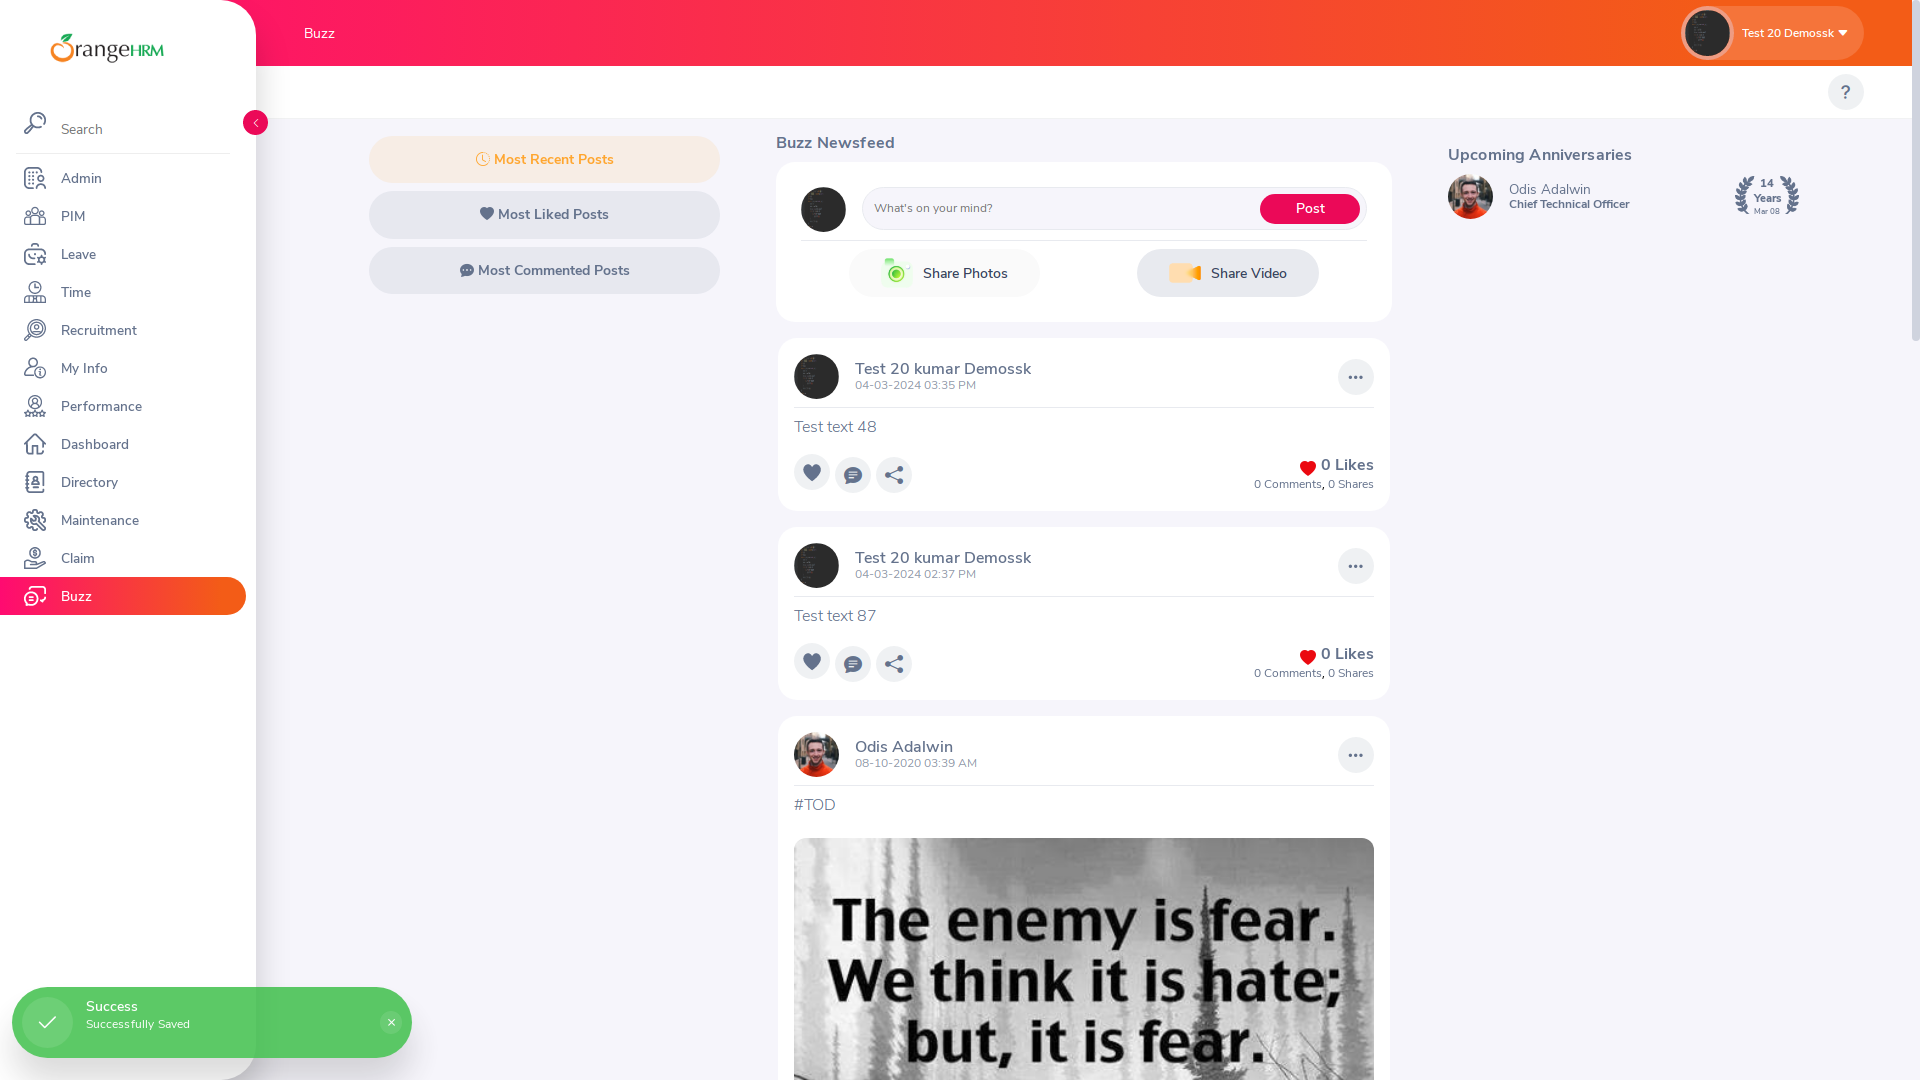 OrangeHRM
Search
Admin
PIM
Leave
Time
Recruitment
My Info
Performance
Dashboard
Directory
Maintenance
Claim
Buzz
Buzz
Test 20 Demossk
?
Most Recent Posts
Most Liked Posts
Most Commented Posts
Buzz Newsfeed
What's on your mind?
Post
Share Photos
Share Video
Test 20 kumar Demossk
04-03-2024 03:35 PM
Test text 48
0 Likes
0 Comments, 0 Shares
Test 20 kumar Demossk
04-03-2024 02:37 PM
Test text 87
0 Likes
0 Comments, 0 Shares
Odis Adalwin
08-10-2020 03:39 AM
#TOD
The enemy is fear.
We think it is hate;
but, it is fear.
Upcoming Anniversaries
Odis Adalwin
Chief Technical Officer
14
Years
Mar 08
Success
Successfully Saved